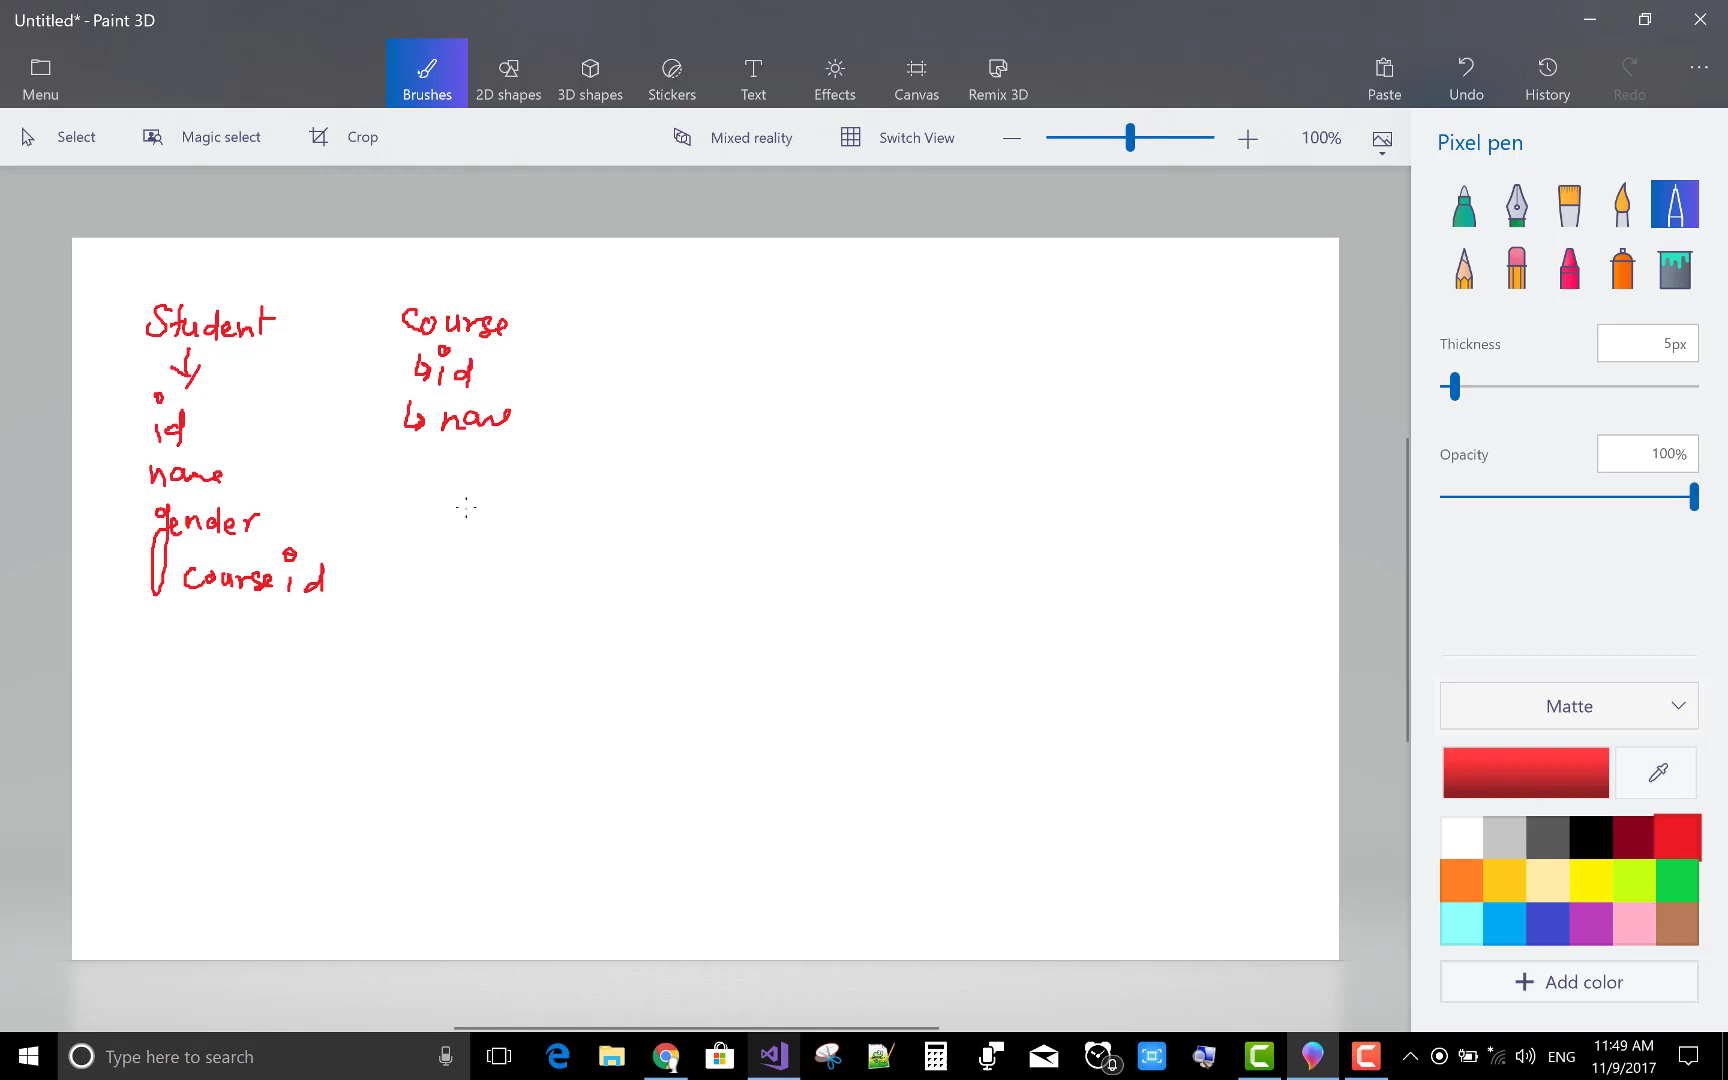 Untitled* - Paint 3D
Menu
Brushes
2D shapes
3D shapes
Stickers
Text
Effects
Canvas
Remix 3D
Paste
Undo
History
Redo
Select
Magic select
Crop
Mixed reality
Switch View
100%
Pixel pen
Thickness
5px
Opacity
100%
Matte
Add color
Student
id
name
gender
Course id
Course
id
name
Type here to search
ENG
11:49 AM
11/9/2017